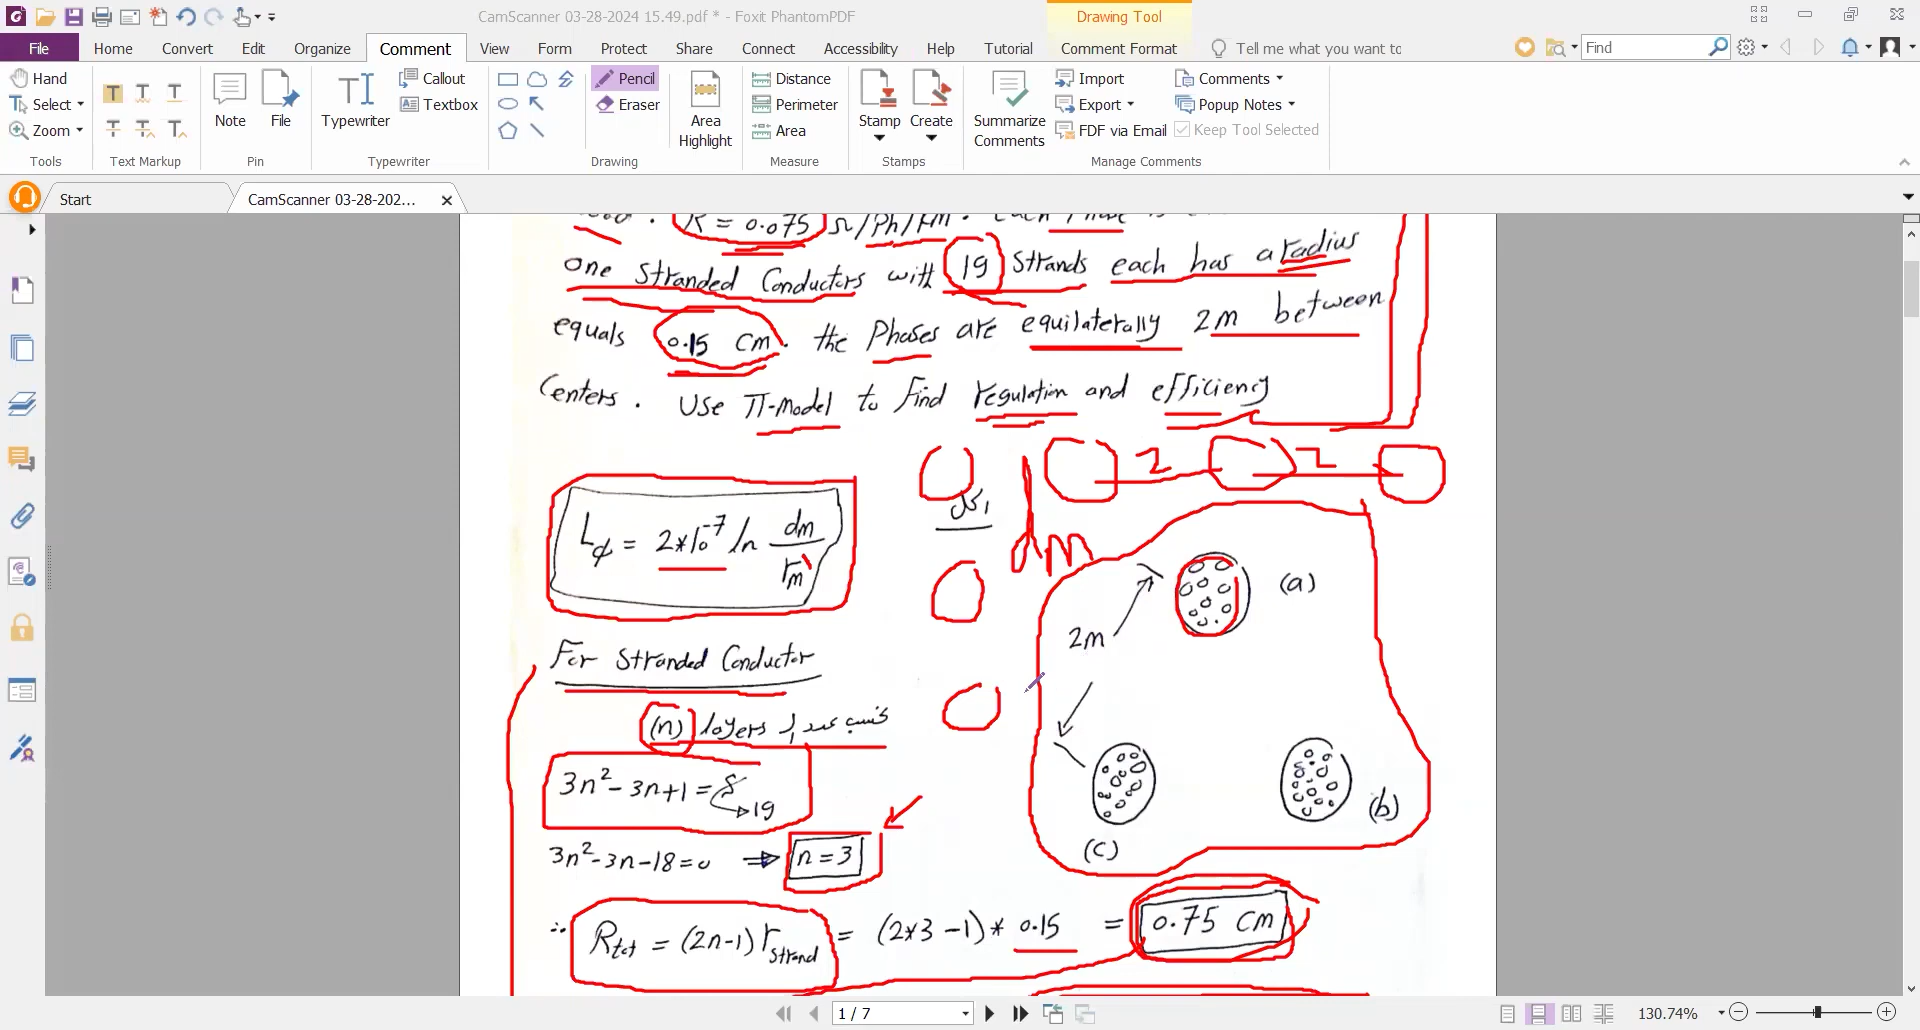 CamScanner 03-28-2024 15.49.pdf * - Foxit PhantomPDF
Drawing Tool
File Home Convert Edit Organize Comment View Form Protect Share Connect Accessibility Help Tutorial Comment Format Tell me what you want to Find
Hand
Select
Zoom
Tools
Text Markup
Note
File
Pin
Typewriter
Callout
Textbox
Typewriter
Pencil
Eraser
Drawing
Area Highlight
Distance
Perimeter
Area
Measure
Stamp
Create
Stamps
Summarize Comments
Import
Export
FDF via Email
Comments
Popup Notes
Keep Tool Selected
Manage Comments
Start
CamScanner 03-28-202...
R = 0.075 Ω/Ph/KM. Each Phase is
one Stranded Conductors with 19 Strands each has a radius
equals 0.15 Cm. the Phases are equilaterally 2m between
Centers. Use π-model to Find regulation and efficiency
2 2
dm
Lφ = 2*10⁻⁷ ln dm/rm'
(a)
2m
For Stranded Conductor
(n) layers
3n²-3n+1=8
19
(b)
3n²-3n-18=0 ⇒ n=3
(c)
∴ Rtot = (2n-1) rstrand = (2*3-1)* 0.15 = 0.75 Cm
1 / 7
130.74%